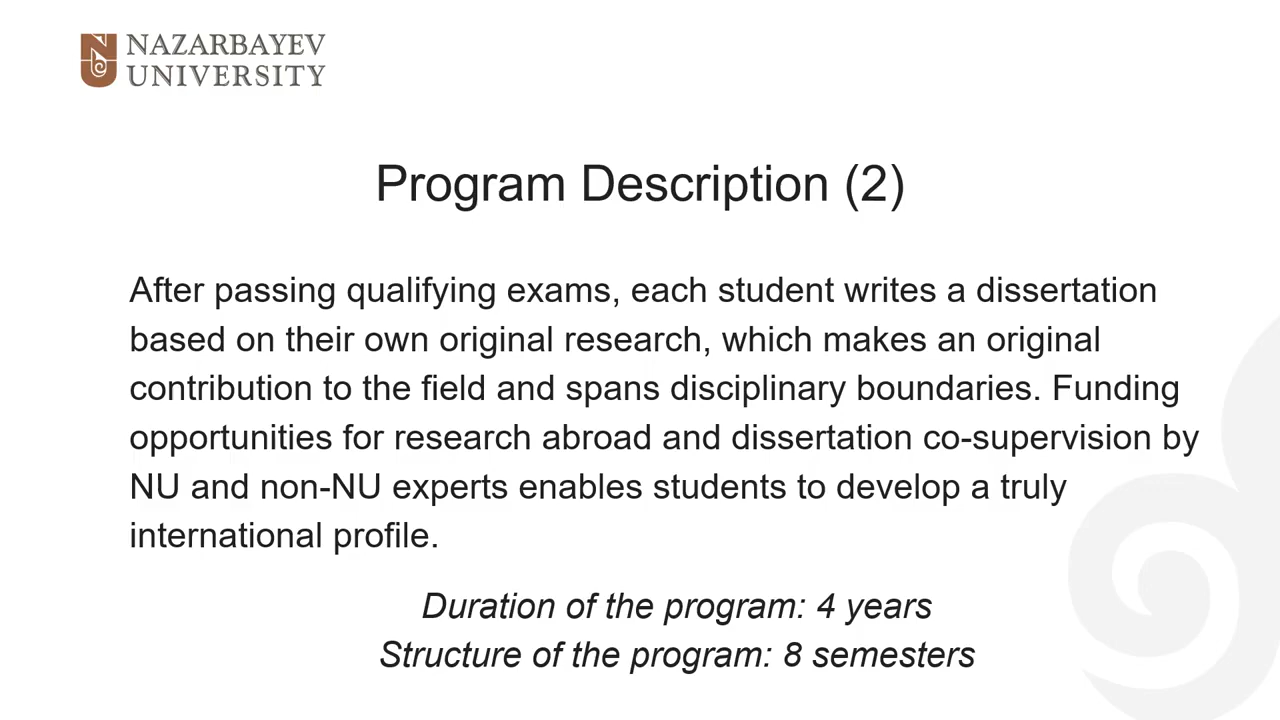 NAZARBAYEV
UNIVERSITY
Program Description (2)
After passing qualifying exams, each student writes a dissertation
based on their own original research, which makes an original
contribution to the field and spans disciplinary boundaries. Funding
opportunities for research abroad and dissertation co-supervision by
NU and non-NU experts enables students to develop a truly
international profile.
Duration of the program: 4 years
Structure of the program: 8 semesters